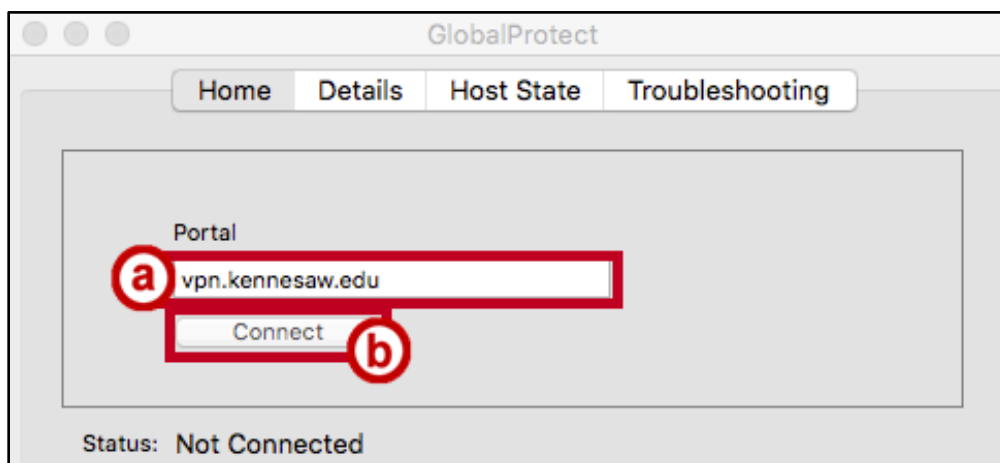 GlobalProtect
Home Details Host State Troubleshooting
Portal
a
vpn.kennesaw.edu
Connect
b
Status: Not Connected